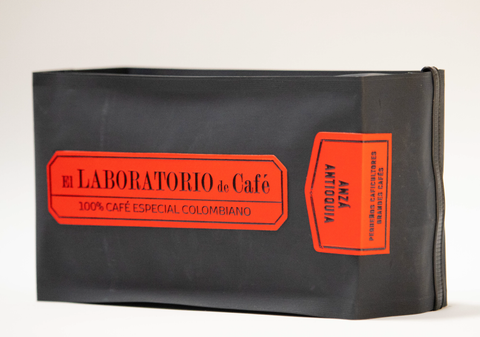 El LABORATORIO de Café
100% CAFÉ ESPECIAL COLOMBIANO
ANZÁ
ANTIOQUIA
PEQUEÑOS CAFICULTORES
GRANDES CAFÉS